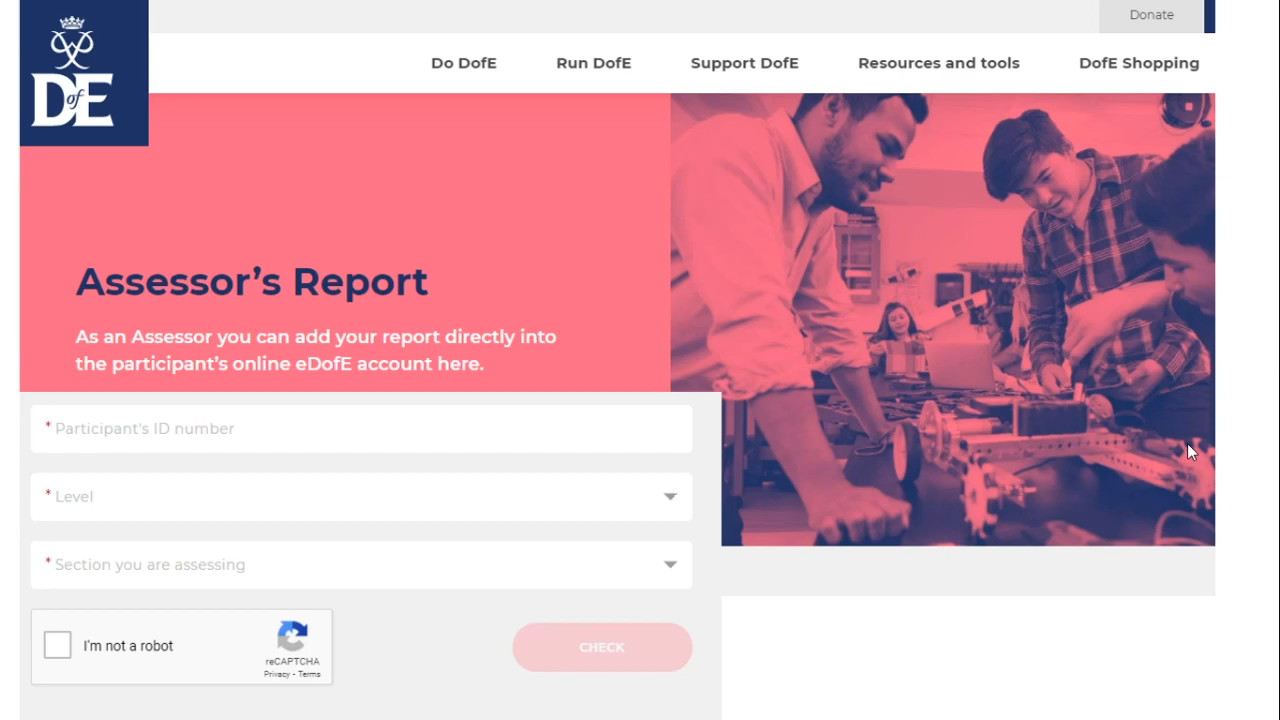 Donate
DofE
Do DofE
Run DofE
Support DofE
Resources and tools
DofE Shopping
Assessor’s Report
As an Assessor you can add your report directly into
the participant’s online eDofE account here.
* Participant's ID number
* Level
* Section you are assessing
I'm not a robot
reCAPTCHA
Privacy - Terms
CHECK